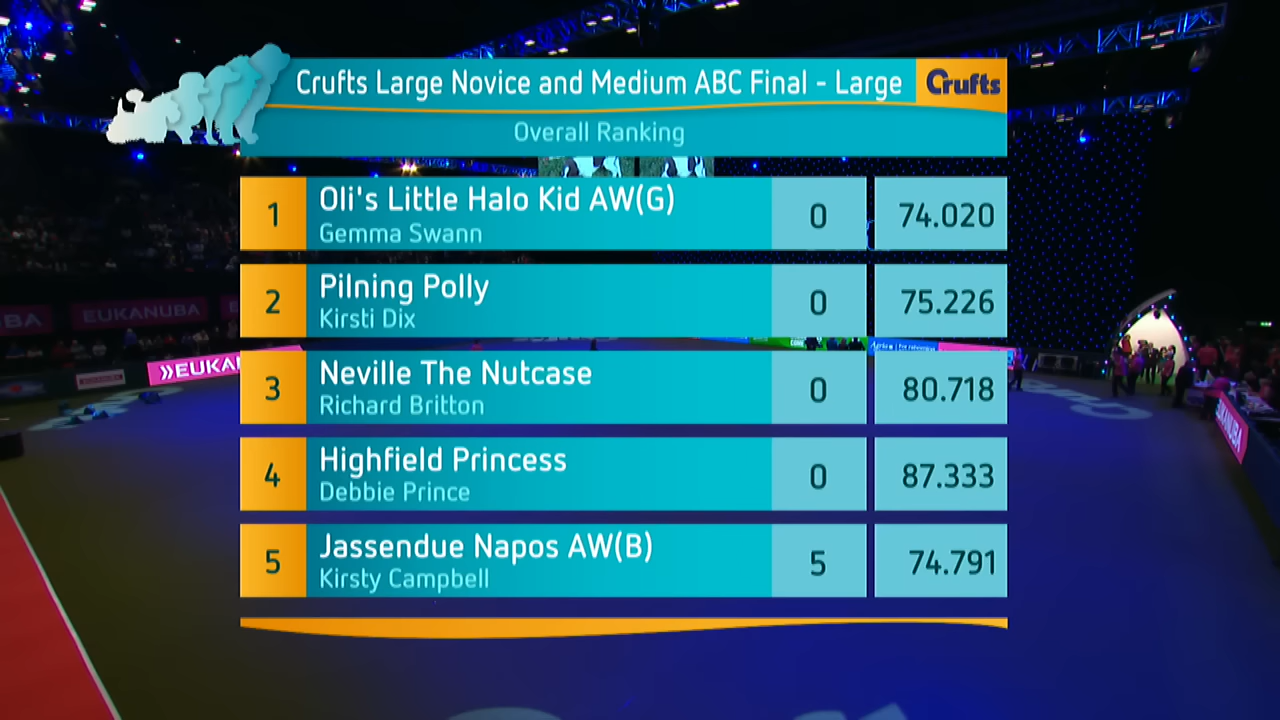 Crufts Large Novice and Medium ABC Final - Large
Crufts
Overall Ranking
1
Oli's Little Halo Kid AW(G)
Gemma Swann
0
74.020
2
Pilning Polly
Kirsti Dix
0
75.226
3
Neville The Nutcase
Richard Britton
0
80.718
4
Highfield Princess
Debbie Prince
0
87.333
5
Jassendue Napos AW(B)
Kirsty Campbell
5
74.791
EUKANUBA
»EUKA